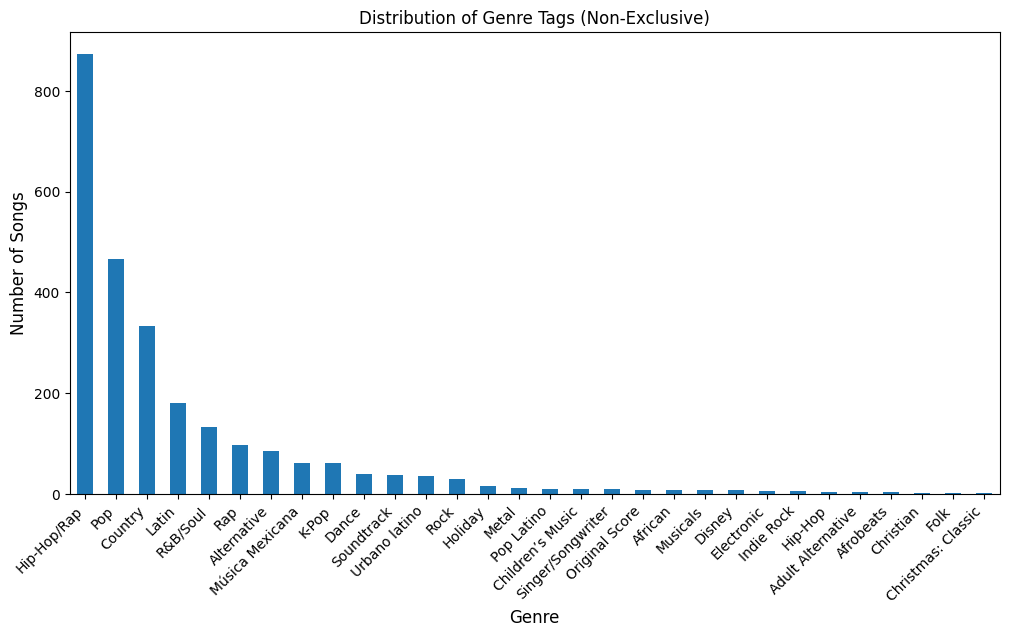 Distribution of Genre Tags (Non-Exclusive)
Number of Songs
800
600
400
200
0
Hip-Hop/Rap
Pop
Country
Latin
R&B/Soul
Rap
Alternative
Música Mexicana
K-Pop
Dance
Soundtrack
Urbano latino
Rock
Holiday
Metal
Pop Latino
Children's Music
Singer/Songwriter
Original Score
African
Musicals
Disney
Electronic
Indie Rock
Hip-Hop
Adult Alternative
Afrobeats
Christian
Folk
Christmas: Classic
Genre